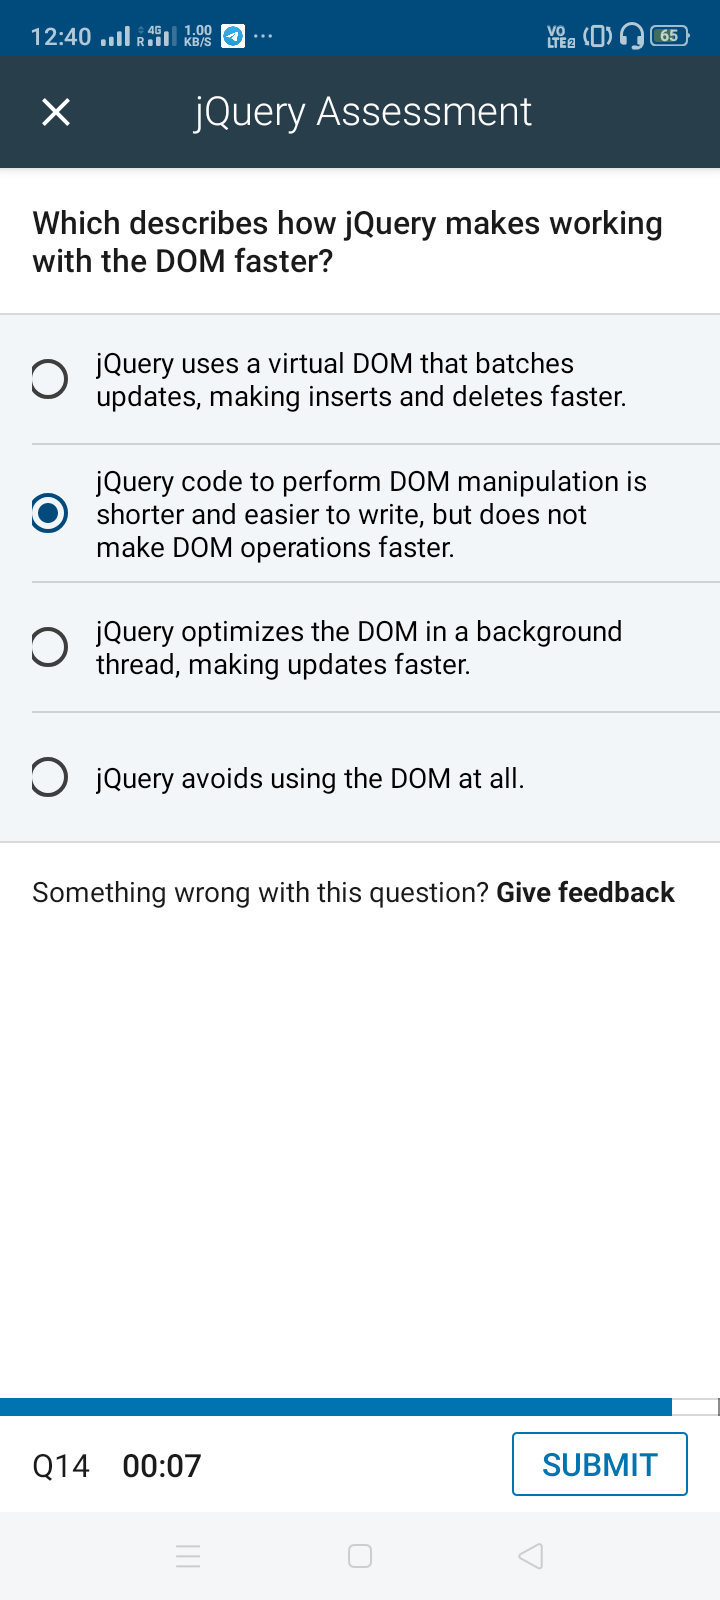 12:40 R 4G 1.00 KB/S ... VO LTE2 65
jQuery Assessment
Which describes how jQuery makes working
with the DOM faster?
jQuery uses a virtual DOM that batches
updates, making inserts and deletes faster.
jQuery code to perform DOM manipulation is
shorter and easier to write, but does not
make DOM operations faster.
jQuery optimizes the DOM in a background
thread, making updates faster.
jQuery avoids using the DOM at all.
Something wrong with this question? Give feedback
Q14 00:07 SUBMIT